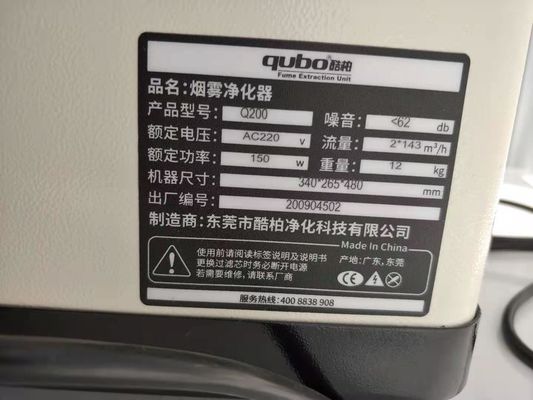 qubo酷柏
Fume Extraction Unit
品名：烟雾净化器
产品型号： Q200 噪音： <62 db
额定电压： AC220 v 流量： 2*143 m³/h
额定功率： 150 w 重量： 12 kg
机器尺寸： 340*265*480 mm
出厂编号： 200904502
制造商：东莞市酷柏净化科技有限公司
Made In China
使用前请阅读标签说明及说明书
更换过滤芯时务必断开电源
若需要维修，请联系厂商
产地：广东，东莞
CE
服务热线：400 8838 908